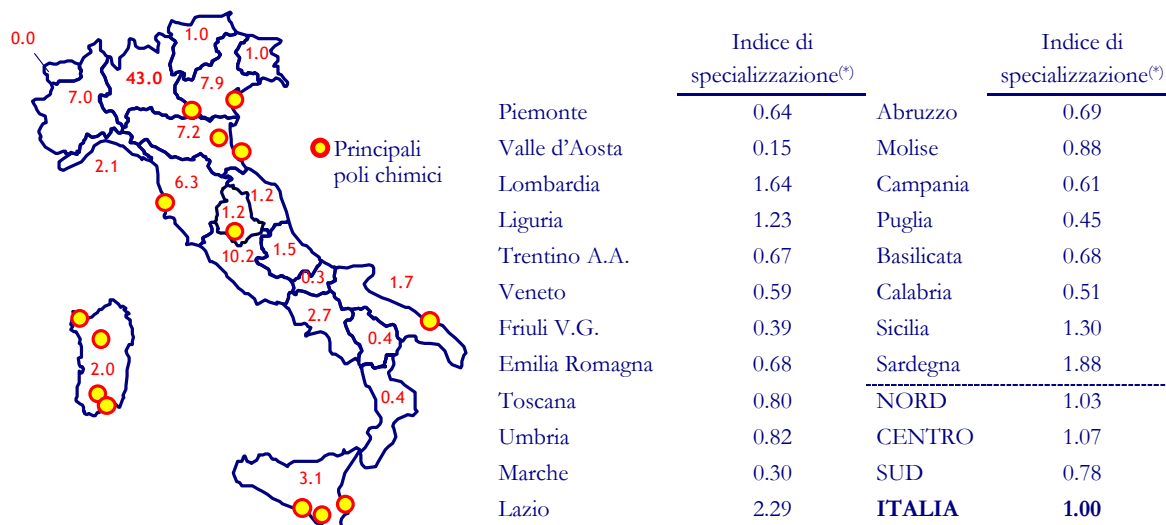 0.0
1.0
1.0
43.0
7.9
7.0
7.2
2.1
6.3
1.2
1.2
10.2
1.5
0.3
1.7
2.7
0.4
2.0
0.4
3.1
Principali
poli chimici
Indice di
specializzazione(*)
Indice di
specializzazione(*)
Piemonte 0.64 Abruzzo 0.69
Valle d'Aosta 0.15 Molise 0.88
Lombardia 1.64 Campania 0.61
Liguria 1.23 Puglia 0.45
Trentino A.A. 0.67 Basilicata 0.68
Veneto 0.59 Calabria 0.51
Friuli V.G. 0.39 Sicilia 1.30
Emilia Romagna 0.68 Sardegna 1.88
Toscana 0.80 NORD 1.03
Umbria 0.82 CENTRO 1.07
Marche 0.30 SUD 0.78
Lazio 2.29 ITALIA 1.00